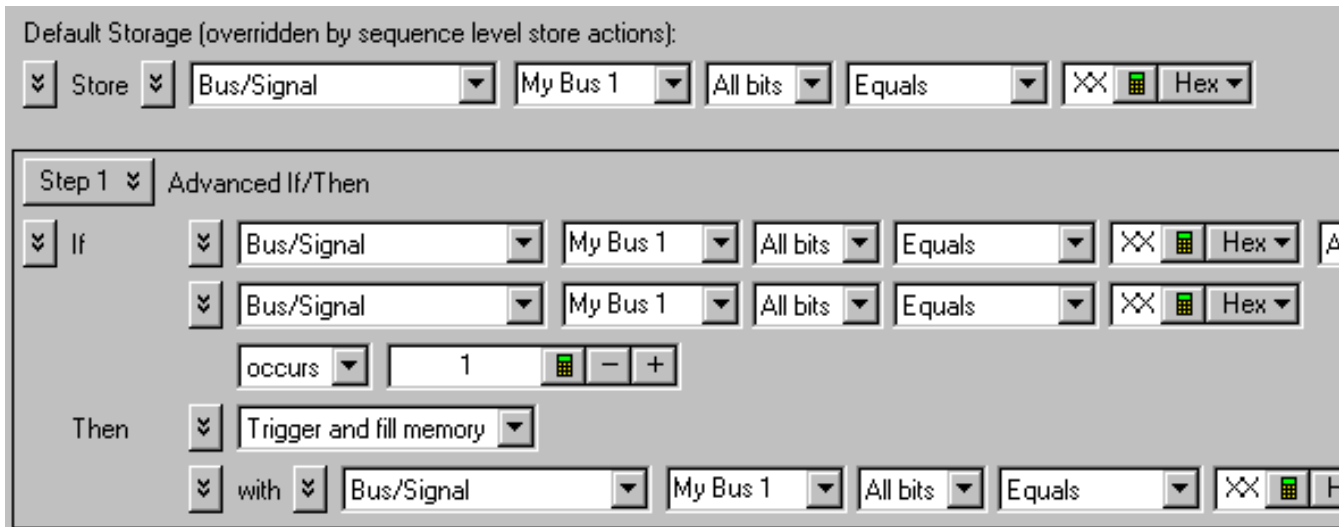 Default Storage (overridden by sequence level store actions):
Store Bus/Signal My Bus 1 All bits Equals XX Hex
Step 1 Advanced If/Then
If Bus/Signal My Bus 1 All bits Equals XX Hex
Bus/Signal My Bus 1 All bits Equals XX Hex
occurs 1 − +
Then Trigger and fill memory
with Bus/Signal My Bus 1 All bits Equals XX